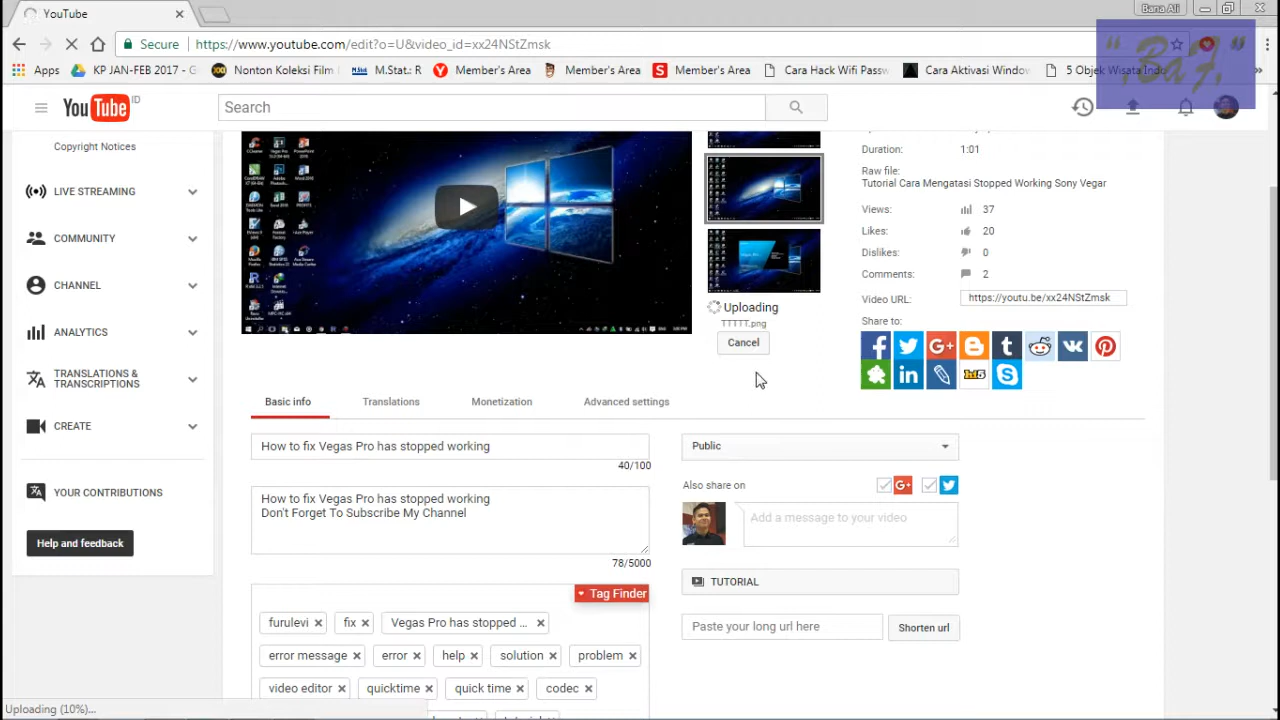 YouTube
Bana Ali
Secure https://www.youtube.com/edit?o=U&video_id=xx24NStZmsk
Apps KP JAN-FEB 2017 - G Nonton Koleksi Film M.Stat.: R Member's Area Member's Area Member's Area Cara Hack Wifi Passw Cara Aktivasi Window 5 Objek Wisata Indo
YouTube ID
Search
Copyright Notices
LIVE STREAMING
COMMUNITY
CHANNEL
ANALYTICS
TRANSLATIONS &
TRANSCRIPTIONS
CREATE
YOUR CONTRIBUTIONS
Help and feedback
Uploading
TTTTT.png
Cancel
Duration: 1:01
Raw file:
Tutorial Cara Mengatasi Stopped Working Sony Vegar
Views: 37
Likes: 20
Dislikes: 0
Comments: 2
Video URL: https://youtu.be/xx24NStZmsk
Share to:
Basic info Translations Monetization Advanced settings
How to fix Vegas Pro has stopped working
40/100
How to fix Vegas Pro has stopped working
Don't Forget To Subscribe My Channel
78/5000
Tag Finder
furulevi fix Vegas Pro has stopped ...
error message error help solution problem
video editor quicktime quick time codec
Public
Also share on
Add a message to your video
TUTORIAL
Paste your long url here Shorten url
Uploading (10%)...